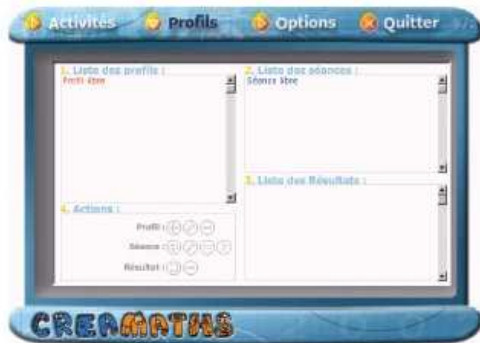 Activités Profils Options Quitter
1. Liste des profils :
Profil libre
2. Liste des séances :
Séance libre
3. Liste des Résultats :
4. Actions :
Profil :
Séance :
Résultat :
CREAMATHS